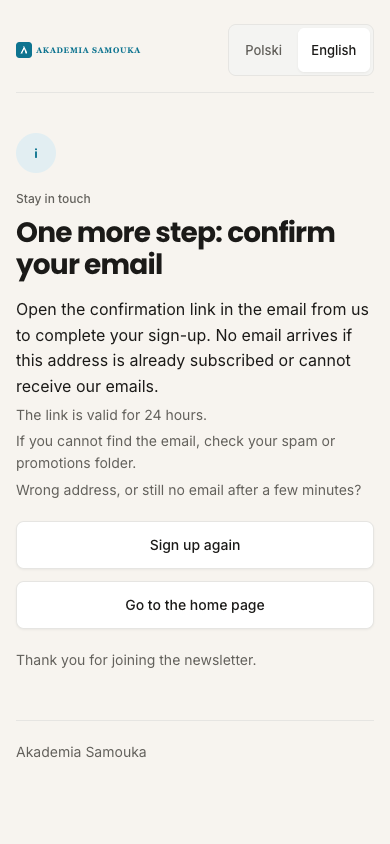 AKADEMIA SAMOUKA
Polski
English
i
Stay in touch
One more step: confirm
your email
Open the confirmation link in the email from us
to complete your sign-up. No email arrives if
this address is already subscribed or cannot
receive our emails.
The link is valid for 24 hours.
If you cannot find the email, check your spam or
promotions folder.
Wrong address, or still no email after a few minutes?
Sign up again
Go to the home page
Thank you for joining the newsletter.
Akademia Samouka